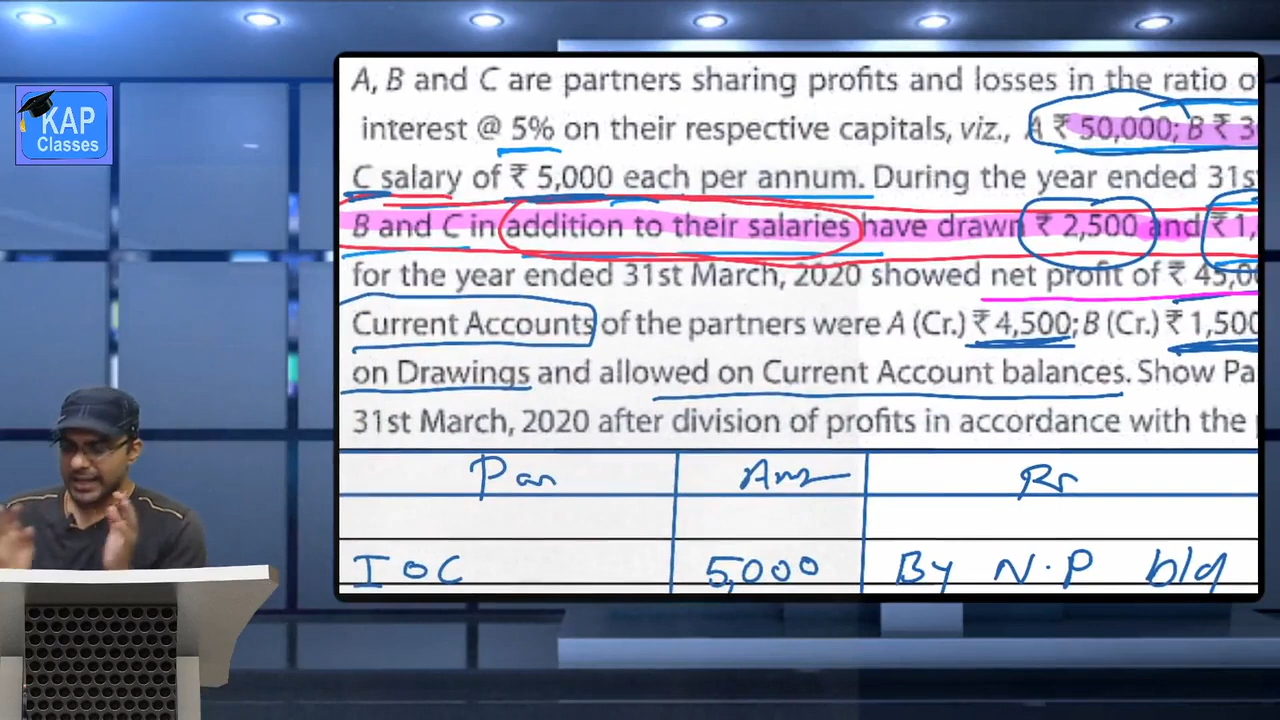 KAP
Classes
A, B and C are partners sharing profits and losses in the ratio o
interest @ 5% on their respective capitals, viz., A ₹ 50,000; B ₹ 3
C salary of ₹ 5,000 each per annum. During the year ended 31s
B and C in addition to their salaries have drawn ₹ 2,500 and ₹ 1,
for the year ended 31st March, 2020 showed net profit of ₹ 45,0
Current Accounts of the partners were A (Cr.) ₹ 4,500; B (Cr.) ₹ 1,500
on Drawings and allowed on Current Account balances. Show Pa
31st March, 2020 after division of profits in accordance with the
Par
IOC 5,000 By N.P b/d